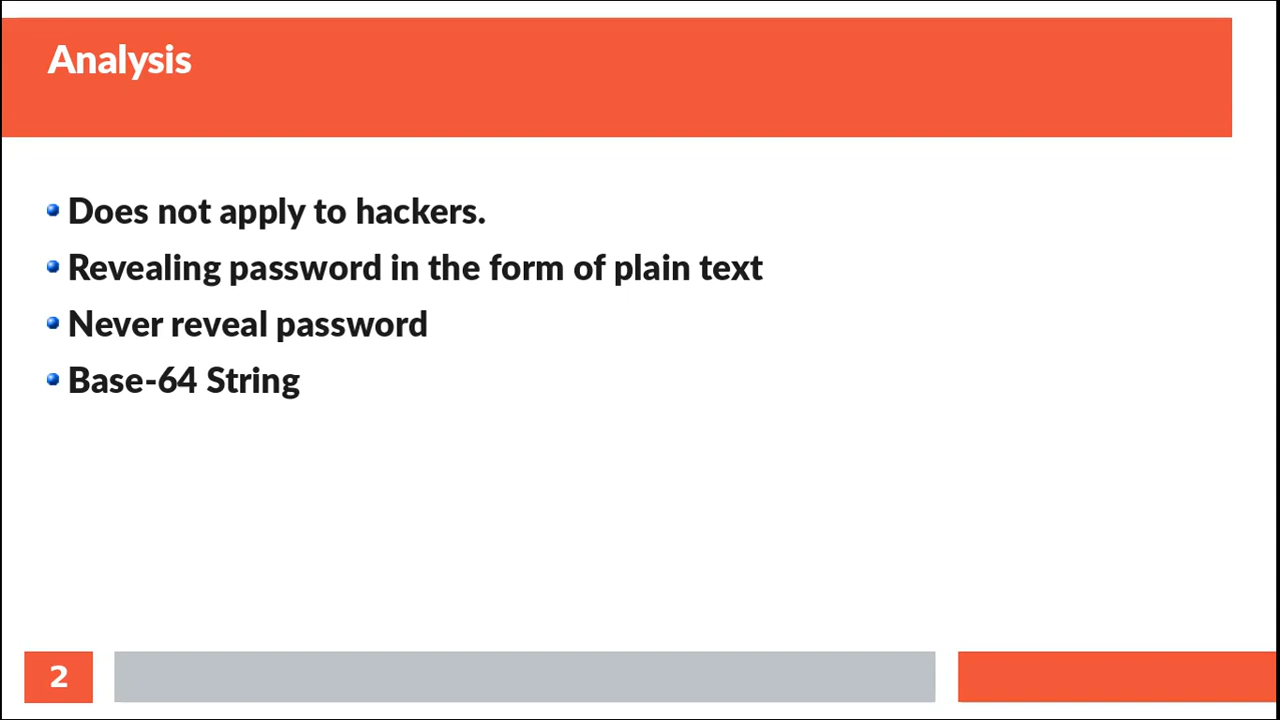 Analysis
Does not apply to hackers.
Revealing password in the form of plain text
Never reveal password
Base-64 String
2